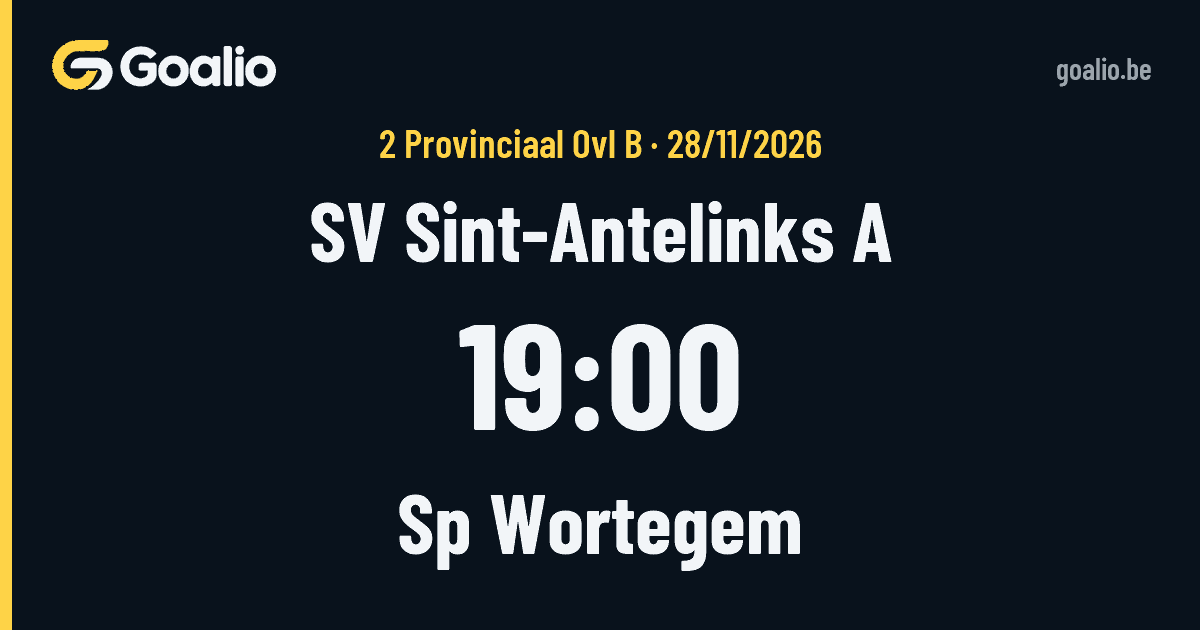 Goalio
goalio.be
2 Provinciaal Ovl B · 28/11/2026
SV Sint-Antelinks A
19:00
Sp Wortegem